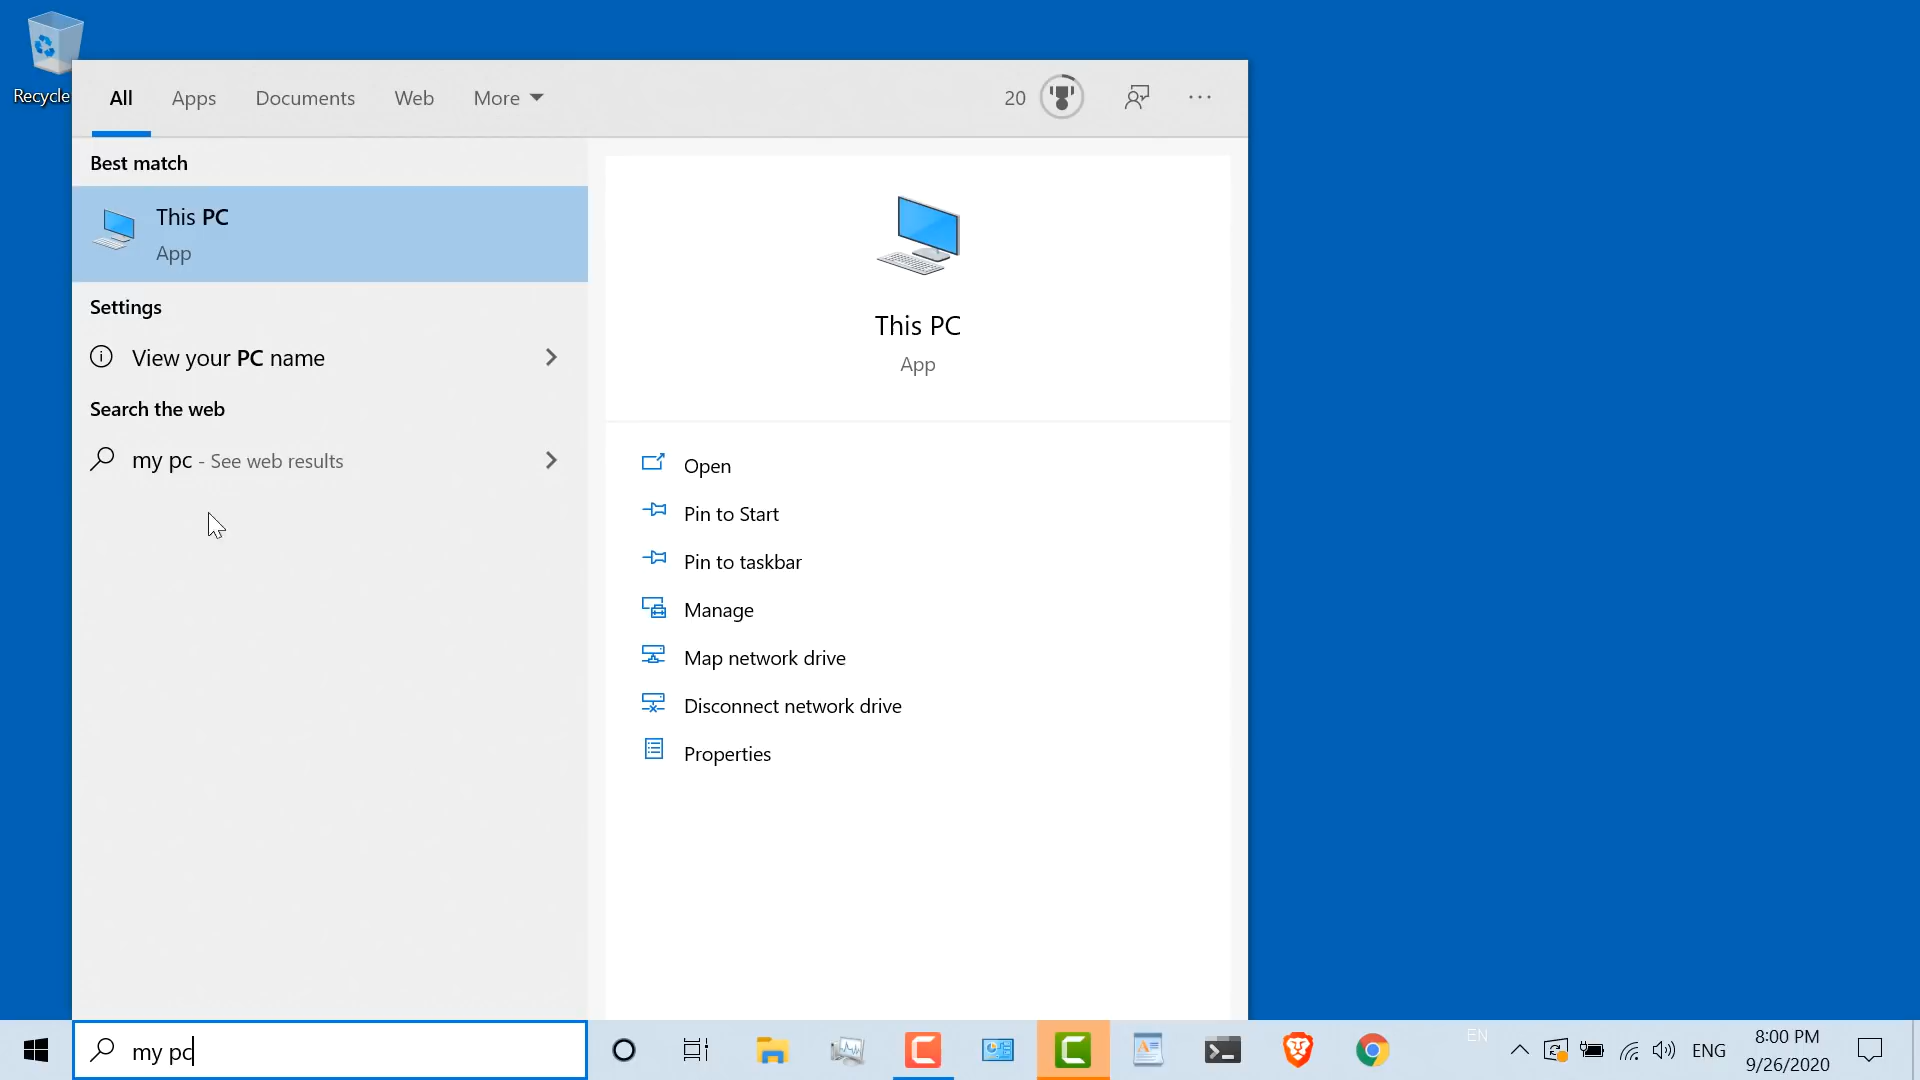 Recycle
All Apps Documents Web More 20
Best match
This PC
App
Settings
View your PC name
Search the web
my pc - See web results
This PC
App
Open
Pin to Start
Pin to taskbar
Manage
Map network drive
Disconnect network drive
Properties
my pc
EN
ENG
8:00 PM
9/26/2020